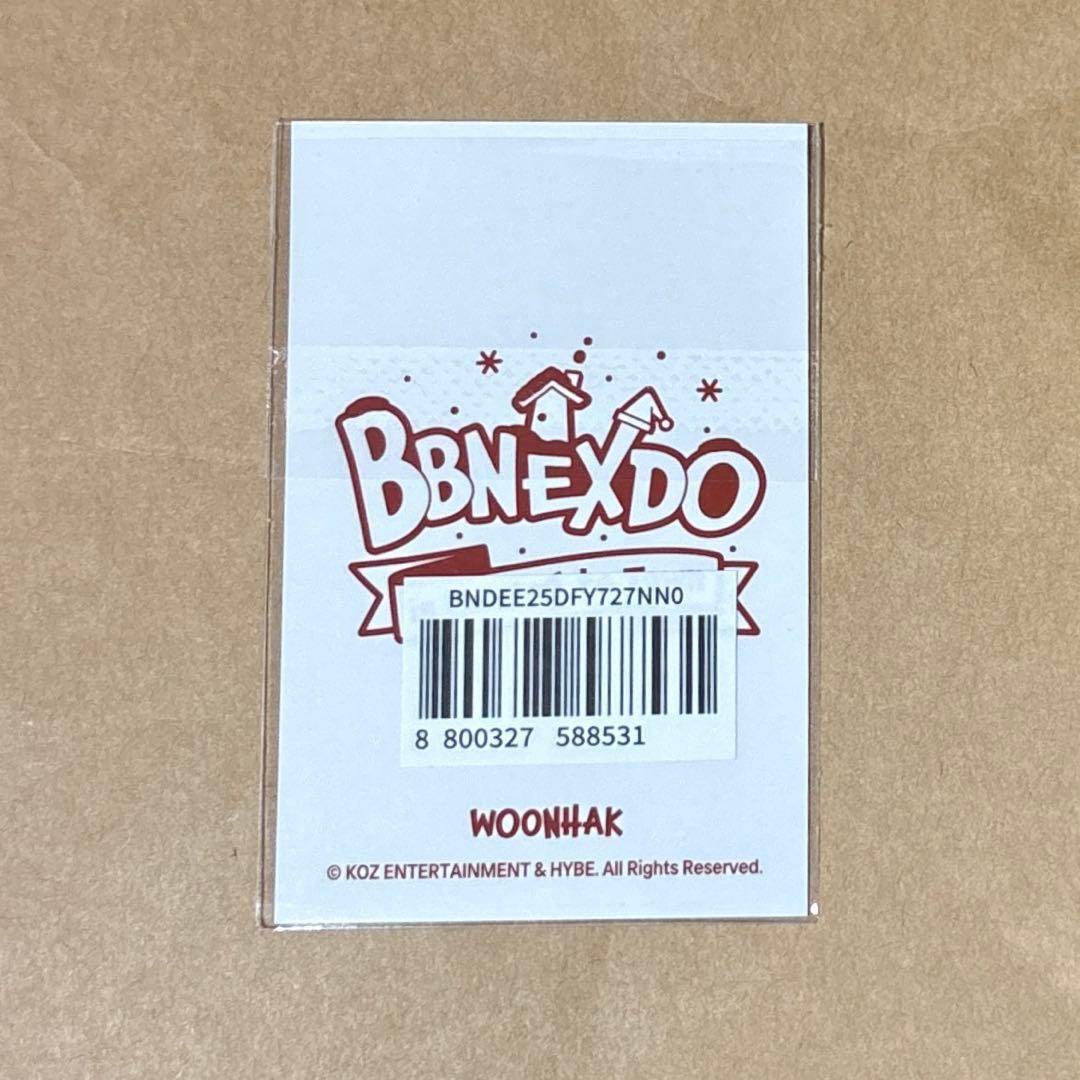 BBNEXDO
BNDEE25DFY727NN0
8 800327 588531
WOONHAK
© KOZ ENTERTAINMENT & HYBE. All Rights Reserved.